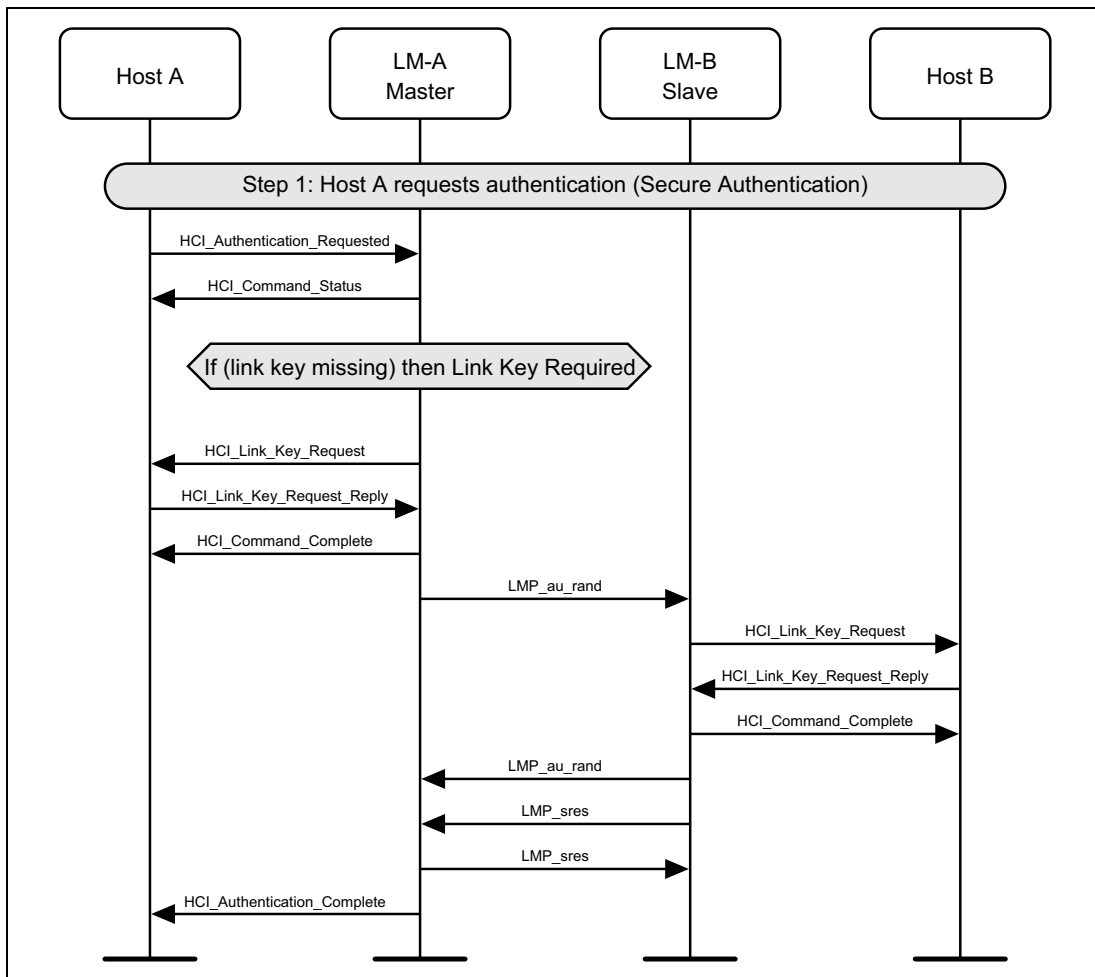 Host A
LM-A
Master
LM-B
Slave
Host B
Step 1: Host A requests authentication (Secure Authentication)
HCI_Authentication_Requested
HCI_Command_Status
If (link key missing) then Link Key Required
HCI_Link_Key_Request
HCI_Link_Key_Request_Reply
HCI_Command_Complete
LMP_au_rand
HCI_Link_Key_Request
HCI_Link_Key_Request_Reply
HCI_Command_Complete
LMP_au_rand
LMP_sres
LMP_sres
HCI_Authentication_Complete